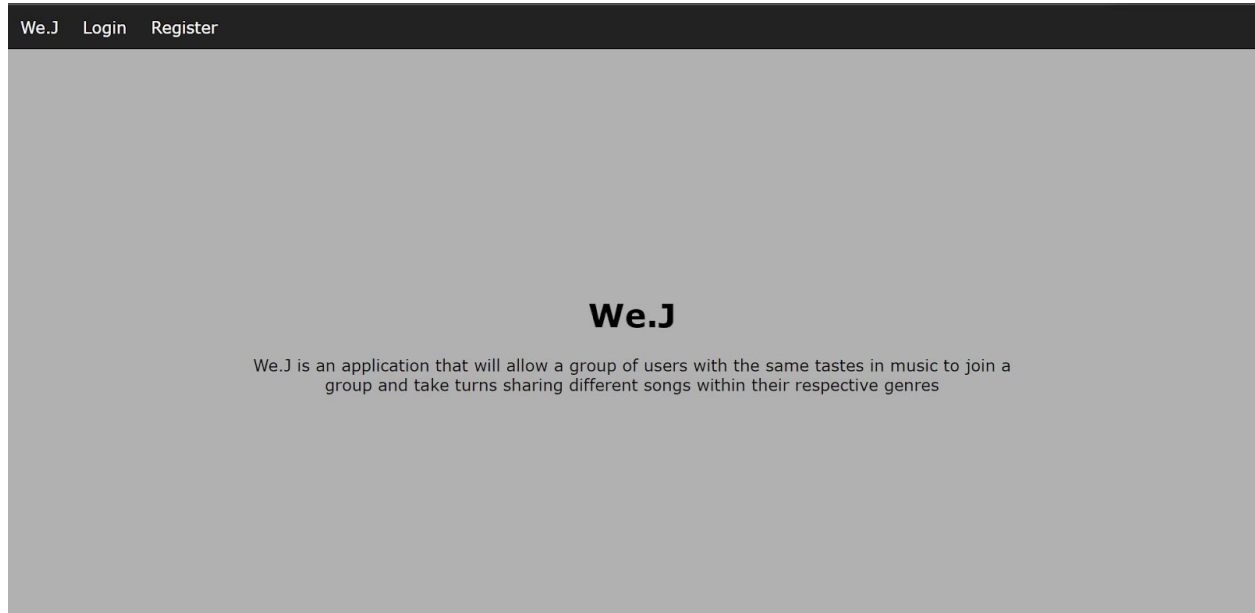 We.J Login Register
We.J
We.J is an application that will allow a group of users with the same tastes in music to join a
group and take turns sharing different songs within their respective genres